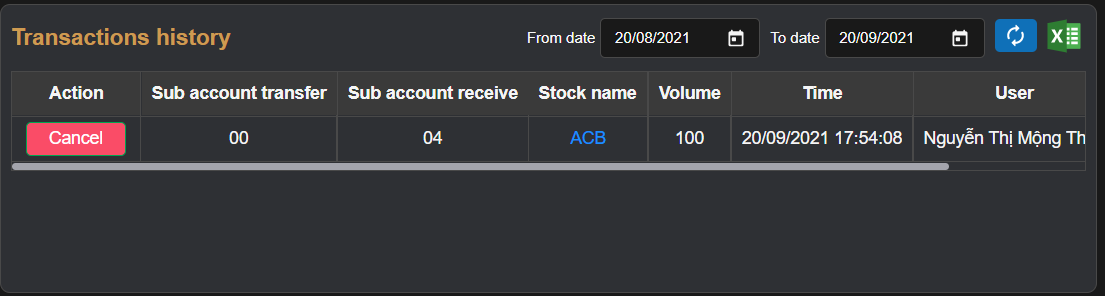 Transactions history From date 20/08/2021 To date 20/09/2021
Action Sub account transfer Sub account receive Stock name Volume Time User
Cancel 00 04 ACB 100 20/09/2021 17:54:08 Nguyễn Thị Mộng Th